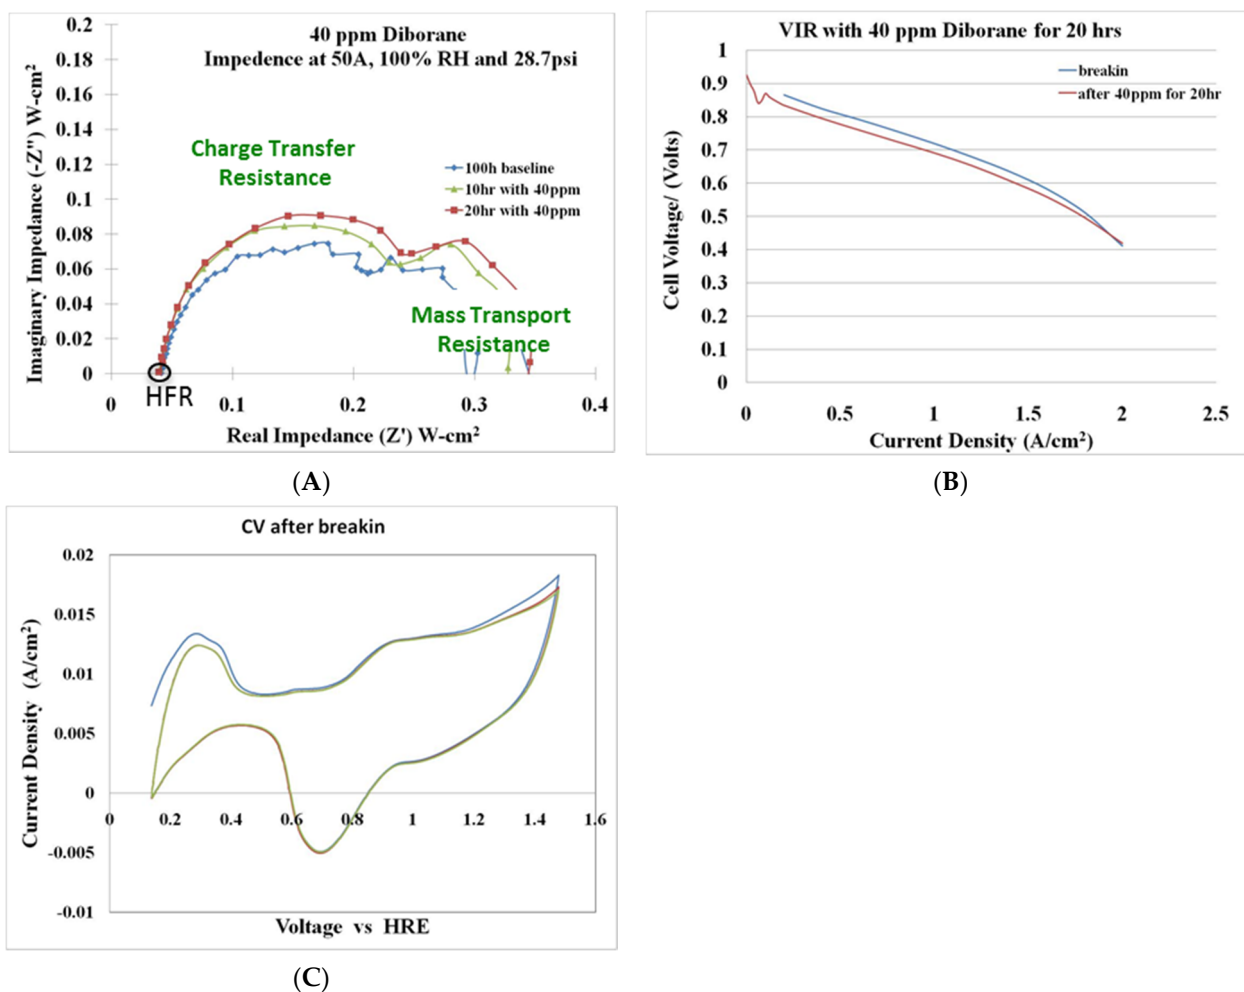 40 ppm Diborane
Impedence at 50A, 100% RH and 28.7psi
0.2
0.18
0.16
0.14
0.12
0.1
0.08
0.06
0.04
0.02
0
Imaginary Impedance (-Z'') W-cm²
Charge Transfer
Resistance
100h baseline
10hr with 40ppm
20hr with 40ppm
Mass Transport
Resistance
HFR
0
0.1
0.2
0.3
0.4
Real Impedance (Z') W-cm²
(A)
VIR with 40 ppm Diborane for 20 hrs
1
0.9
0.8
0.7
0.6
0.5
0.4
0.3
0.2
0.1
0
Cell Voltage/ (Volts)
breakin
after 40ppm for 20hr
0
0.5
1
1.5
2
2.5
Current Density (A/cm²)
(B)
CV after breakin
0.02
0.015
0.01
0.005
0
-0.005
-0.01
Current Density (A/cm²)
0
0.2
0.4
0.6
0.8
1
1.2
1.4
1.6
Voltage vs HRE
(C)